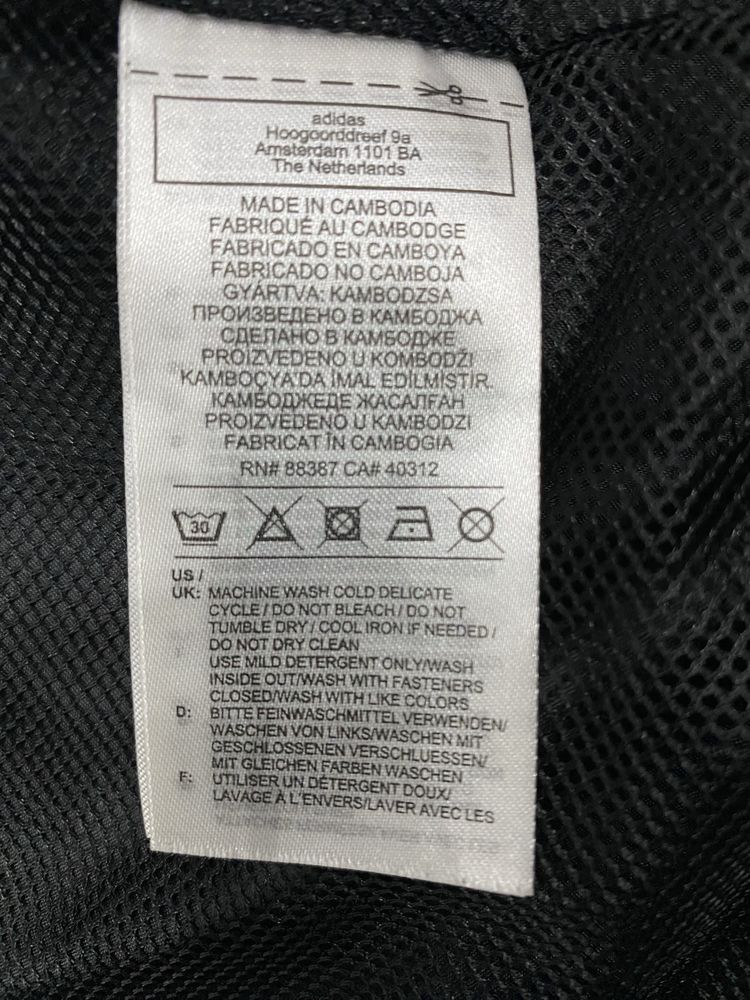 adidas
Hoogoorddreef 9a
Amsterdam 1101 BA
The Netherlands
MADE IN CAMBODIA
FABRIQUÉ AU CAMBODGE
FABRICADO EN CAMBOYA
FABRICADO NO CAMBOJA
GYÁRTVA: KAMBODZSA
ПРОИЗВЕДЕНО В КАМБОДЖА
СДЕЛАНО В КАМБОДЖЕ
PROIZVEDENO U KOMBODŽI
KAMBOÇYA'DA IMAL EDİLMİSTİR.
КАМБОДЖЕДЕ ЖАСАЛҒАН
PROIZVEDENO U KAMBODZI
FABRICAT ÎN CAMBOGIA
RN# 88387 CA# 40312
30
US /
UK: MACHINE WASH COLD DELICATE
CYCLE / DO NOT BLEACH / DO NOT
TUMBLE DRY / COOL IRON IF NEEDED /
DO NOT DRY CLEAN
USE MILD DETERGENT ONLY/WASH
INSIDE OUT/WASH WITH FASTENERS
CLOSED/WASH WITH LIKE COLORS
D: BITTE FEINWASCHMITTEL VERWENDEN/
WASCHEN VON LINKS/WASCHEN MIT
GESCHLOSSENEN VERSCHLUESSEN/
MIT GLEICHEN FARBEN WASCHEN
F: UTILISER UN DÉTERGENT DOUX/
LAVAGE À L'ENVERS/LAVER AVEC LES